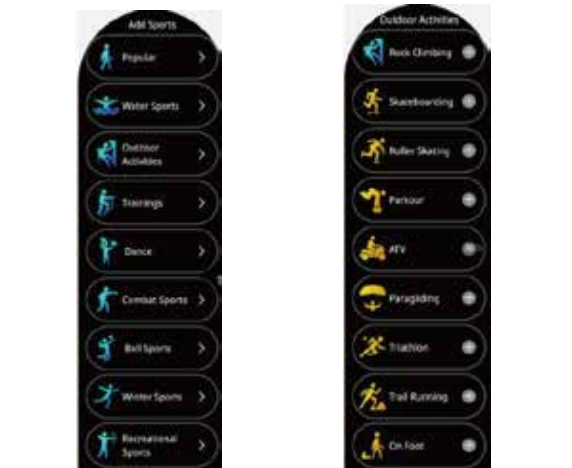 Add Sports
Popular
Water Sports
Outdoor
Activities
Trainings
Dance
Combat Sports
Ball Sports
Winter Sports
Recreational
Sports
Outdoor Activities
Rock Climbing
Skateboarding
Roller Skating
Parkour
ATV
Paragliding
Triathlon
Trail Running
On Foot